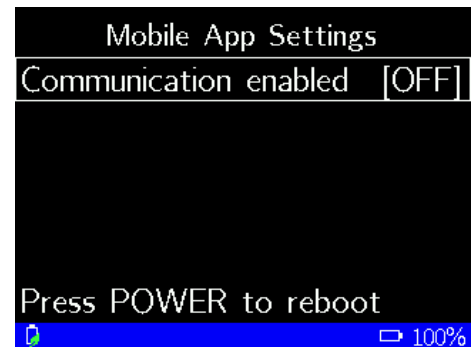 Mobile App Settings
Communication enabled [OFF]
Press POWER to reboot
100%